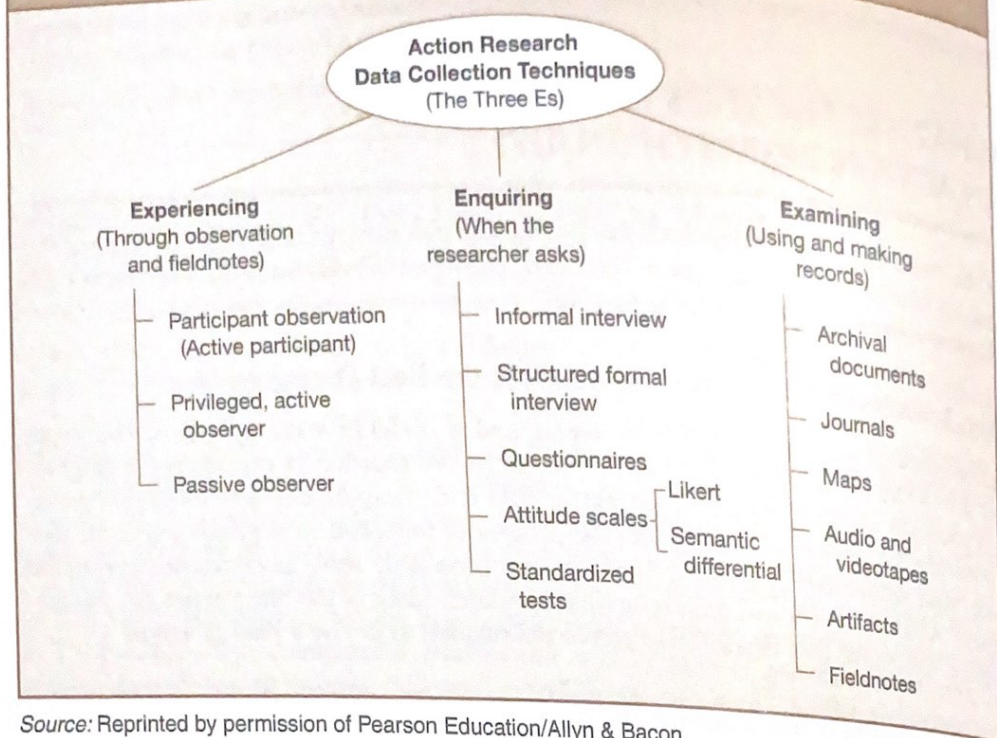 Action Research
Data Collection Techniques
(The Three Es)
Experiencing
(Through observation
and fieldnotes)
Participant observation
(Active participant)
Privileged, active
observer
Passive observer
Enquiring
(When the
researcher asks)
Informal interview
Structured formal
interview
Questionnaires
Attitude scales
Likert
Semantic
differential
Standardized
tests
Examining
(Using and making
records)
Archival
documents
Journals
Maps
Audio and
videotapes
Artifacts
Fieldnotes
Source: Reprinted by permission of Pearson Education/Allyn & Bacon